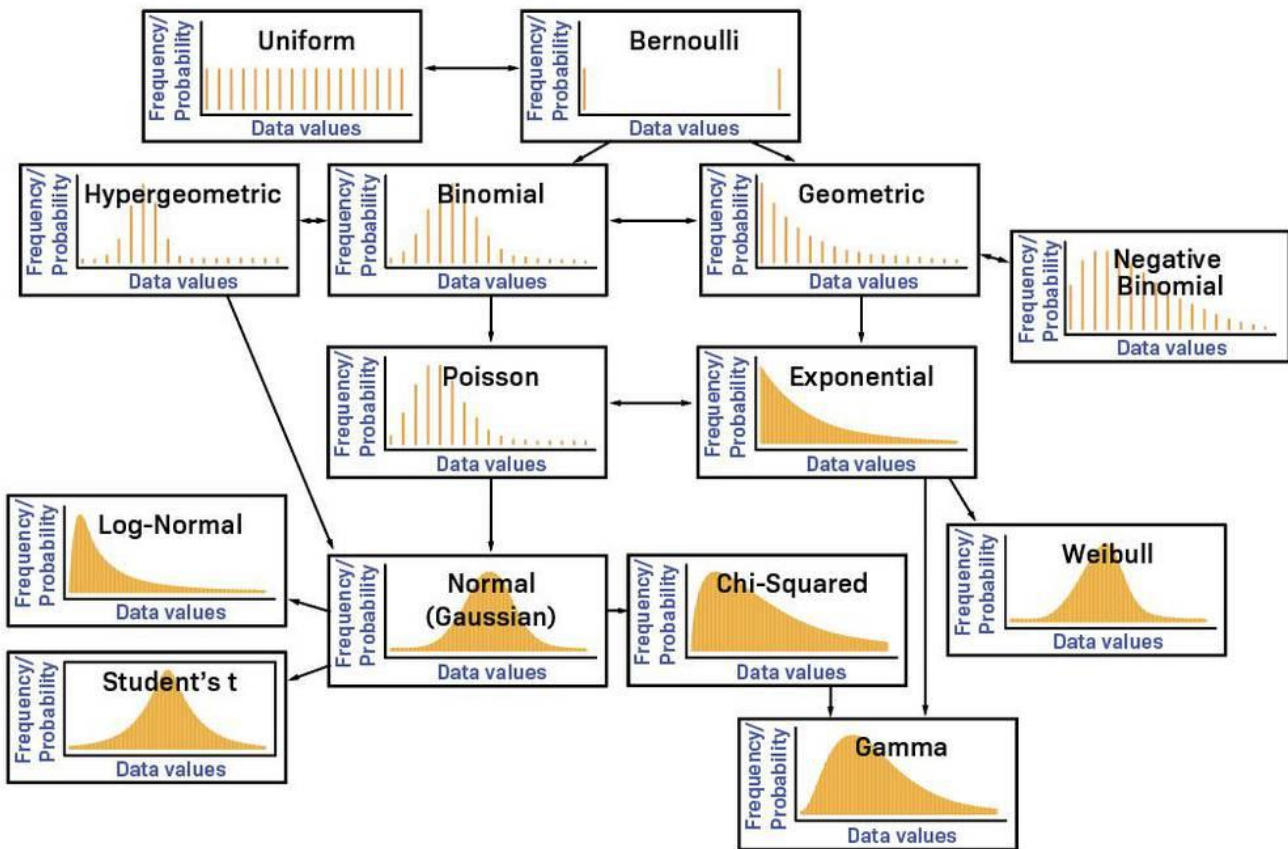 Uniform
Frequency/
Probability
Data values
Bernoulli
Frequency/
Probability
Data values
Hypergeometric
Frequency/
Probability
Data values
Binomial
Frequency/
Probability
Data values
Geometric
Frequency/
Probability
Data values
Negative
Binomial
Frequency/
Probability
Data values
Poisson
Frequency/
Probability
Data values
Exponential
Frequency/
Probability
Data values
Log-Normal
Frequency/
Probability
Data values
Normal
(Gaussian)
Frequency/
Probability
Data values
Chi-Squared
Frequency/
Probability
Data values
Weibull
Frequency/
Probability
Data values
Student's t
Frequency/
Probability
Data values
Gamma
Frequency/
Probability
Data values